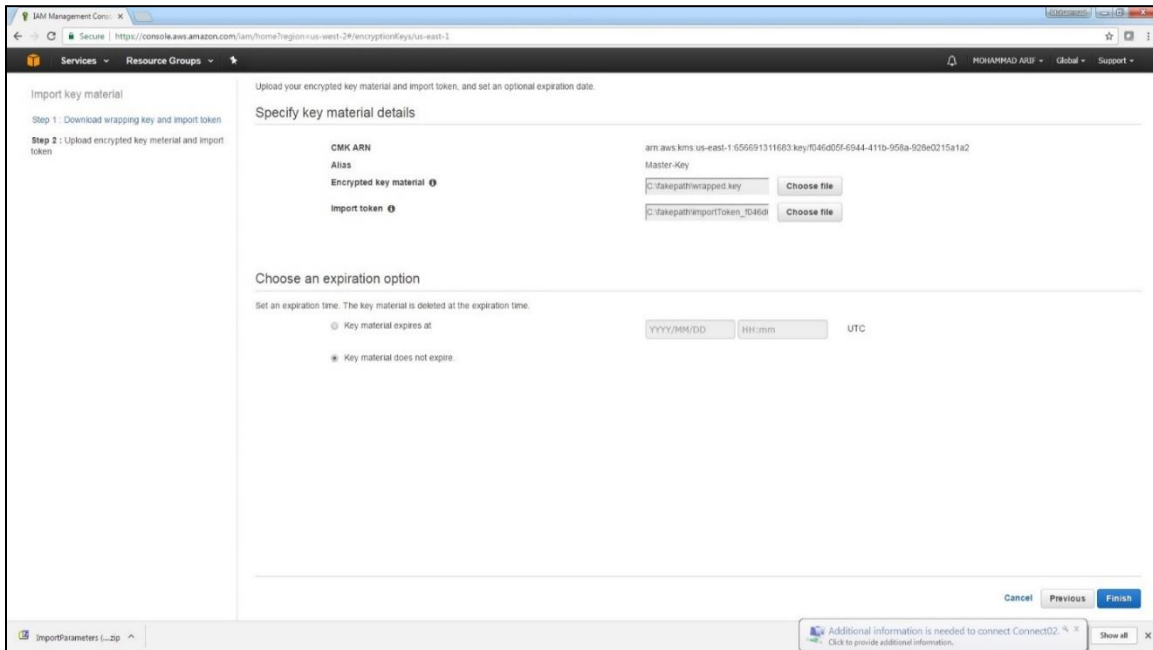 IAM Management Cons
Secure | https://console.aws.amazon.com/iam/home?region=us-west-2#/encryptionKeys/us-east-1
Services Resource Groups MOHAMMAD ARIF Global Support
Import key material
Step 1 : Download wrapping key and import token
Step 2 : Upload encrypted key meterial and import
token
Upload your encrypted key material and import token, and set an optional expiration date.
Specify key material details
CMK ARN arn:aws:kms:us-east-1:656691311683:key/f046d05f-6944-411b-958a-928e0215a1a2
Alias Master-Key
Encrypted key material C:\fakepath\wrapped.key Choose file
Import token C:\fakepath\importToken_f046d Choose file
Choose an expiration option
Set an expiration time. The key material is deleted at the expiration time.
Key material expires at YYYY/MM/DD HH:mm UTC
Key material does not expire.
Cancel Previous Finish
ImportParameters (....zip
Additional information is needed to connect Connect02.
Click to provide additional information.
Show all